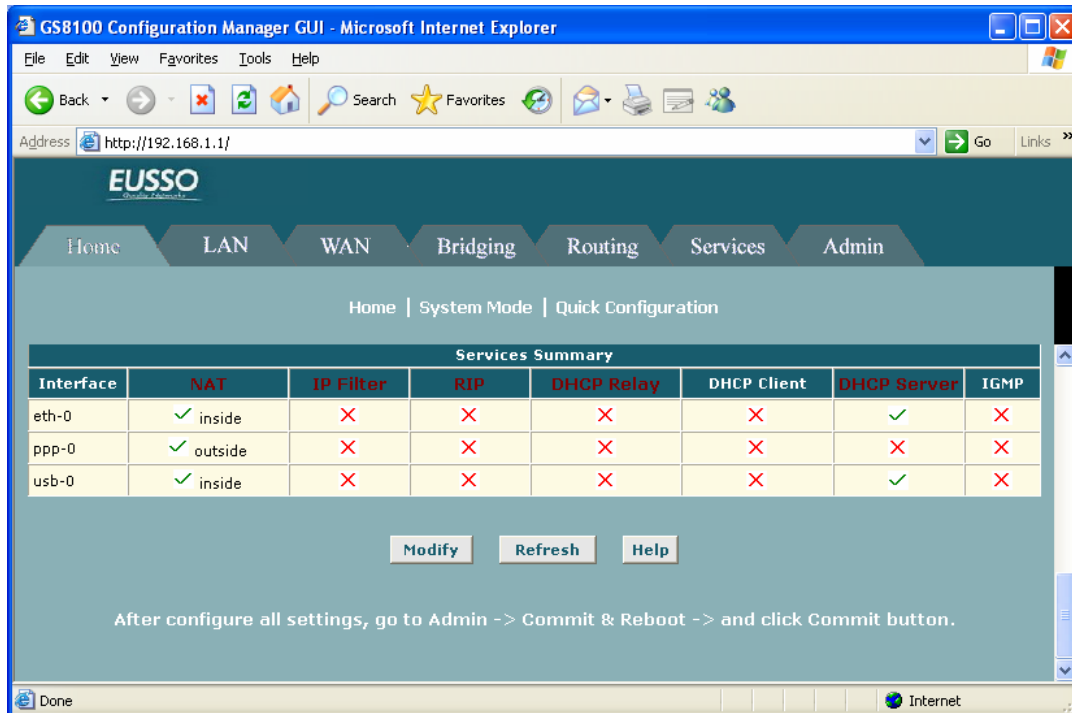 GS8100 Configuration Manager GUI - Microsoft Internet Explorer
File Edit View Favorites Tools Help
Back Search Favorites
Address http://192.168.1.1/ Go Links »
EUSSO
Home LAN WAN Bridging Routing Services Admin
Home | System Mode | Quick Configuration
Services Summary
Interface NAT IP Filter RIP DHCP Relay DHCP Client DHCP Server IGMP
eth-0 ✓ inside ✗ ✗ ✗ ✗ ✓ ✗
ppp-0 ✓ outside ✗ ✗ ✗ ✗ ✗ ✗
usb-0 ✓ inside ✗ ✗ ✗ ✗ ✓ ✗
Modify Refresh Help
After configure all settings, go to Admin -> Commit & Reboot -> and click Commit button.
Done Internet